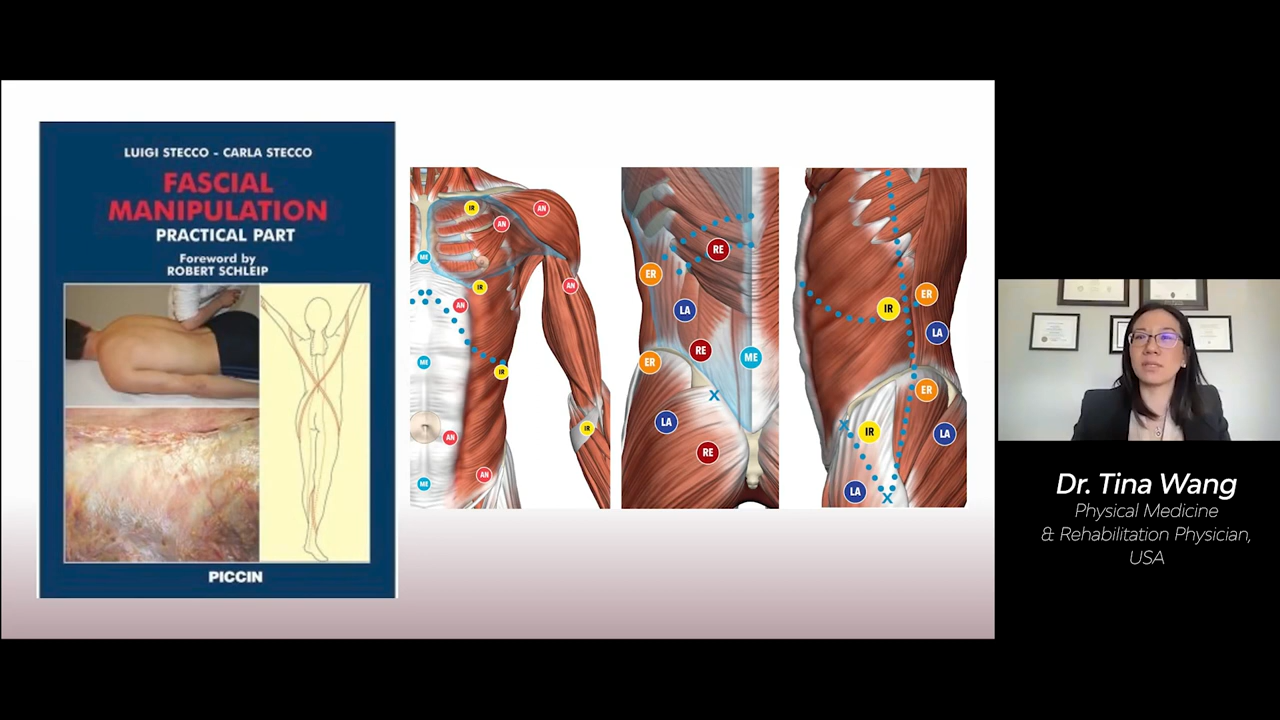 LUIGI STECCO - CARLA STECCO
FASCIAL
MANIPULATION
PRACTICAL PART
Foreword by
ROBERT SCHLEIP
PICCIN
IR
AN
AN
ME
AN
IR
AN
ME
IR
IR
AN
AN
ME
RE
ER
LA
RE
ME
ER
X
LA
RE
ER
IR
LA
ER
X
IR
LA
LA
X
Dr. Tina Wang
Physical Medicine
& Rehabilitation Physician,
USA